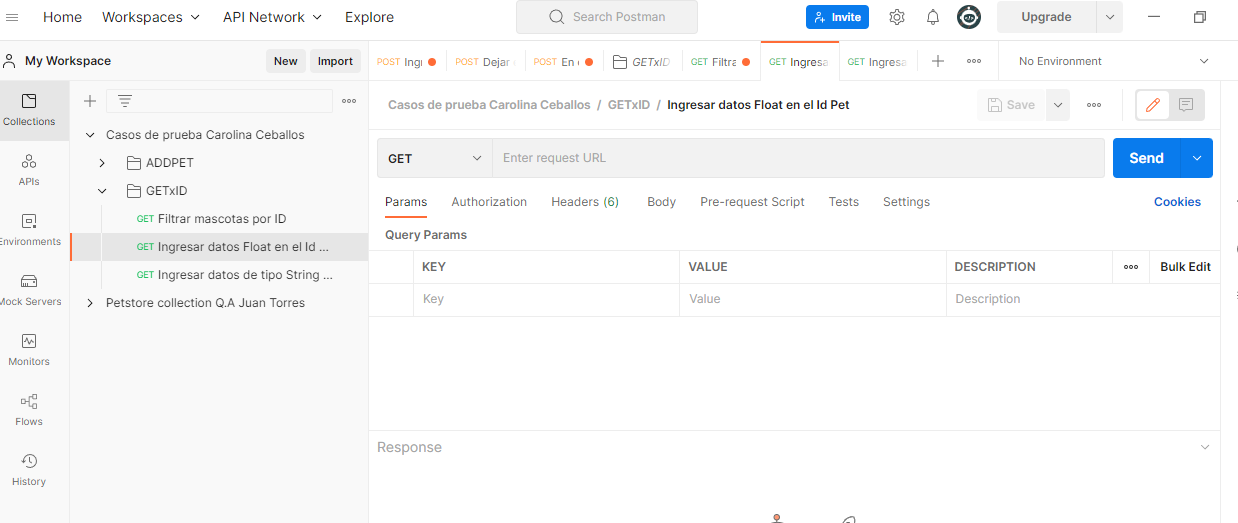 Home Workspaces API Network Explore Search Postman Invite Upgrade
My Workspace New Import
POST Ingr POST Dejar POST En GETxID GET Filtra GET Ingresa GET Ingresa No Environment
Collections
APIs
Environments
Mock Servers
Monitors
Flows
History
Casos de prueba Carolina Ceballos
ADDPET
GETxID
GET Filtrar mascotas por ID
GET Ingresar datos Float en el Id ...
GET Ingresar datos de tipo String ...
Petstore collection Q.A Juan Torres
Casos de prueba Carolina Ceballos / GETxID / Ingresar datos Float en el Id Pet Save
GET Enter request URL Send
Params Authorization Headers (6) Body Pre-request Script Tests Settings Cookies
Query Params
KEY VALUE DESCRIPTION Bulk Edit
Key Value Description
Response